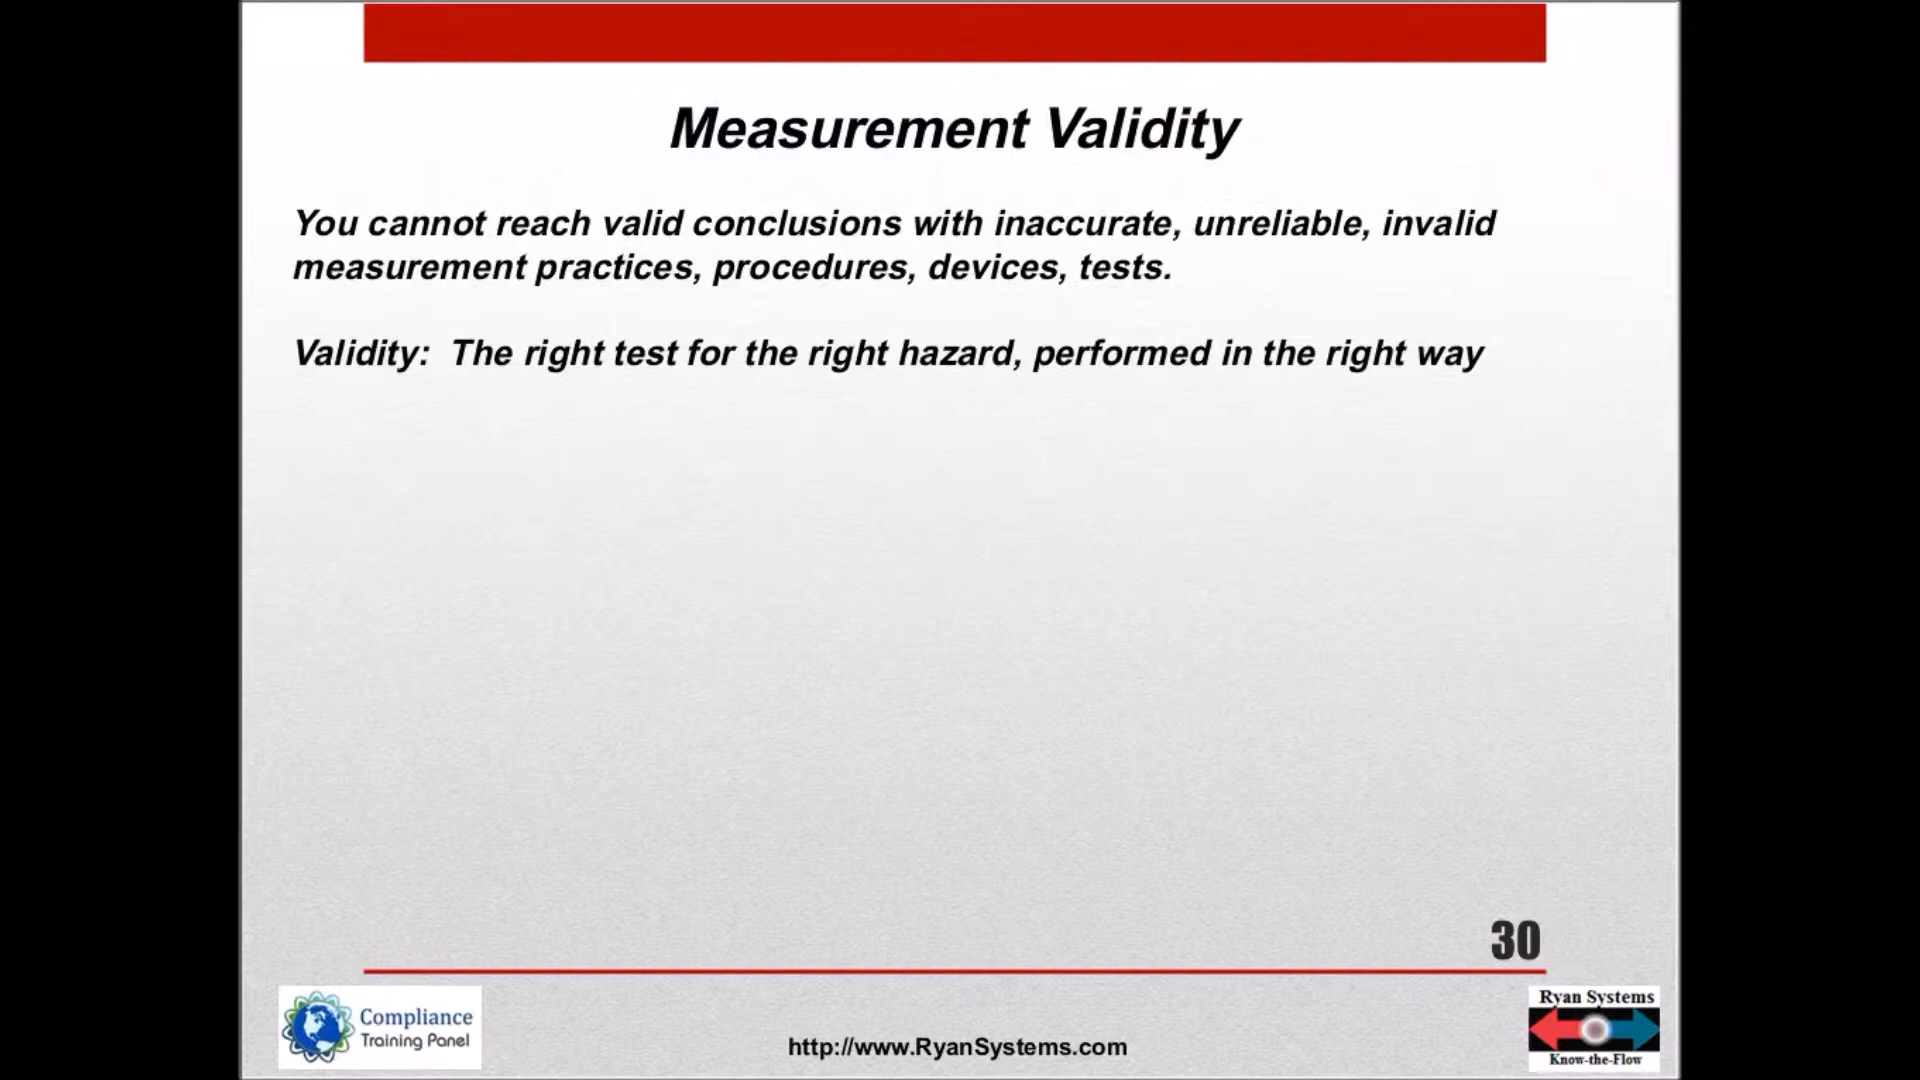 Measurement Validity
You cannot reach valid conclusions with inaccurate, unreliable, invalid
measurement practices, procedures, devices, tests.
Validity:  The right test for the right hazard, performed in the right way
30
Compliance
Training Panel
http://www.RyanSystems.com
Ryan Systems
Know-the-Flow